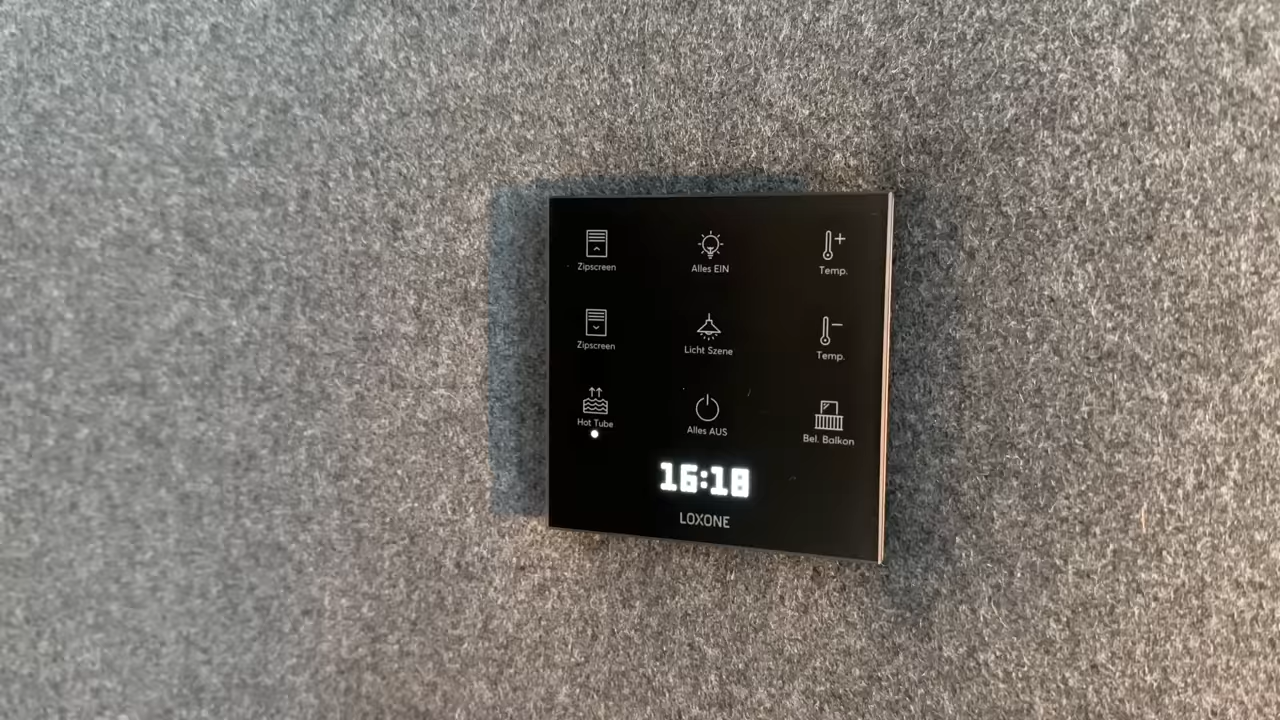 Zipscreen Alles EIN Temp.
Zipscreen Licht Szene Temp.
Hot Tube Alles AUS Bel. Balkon
16:18
LOXONE